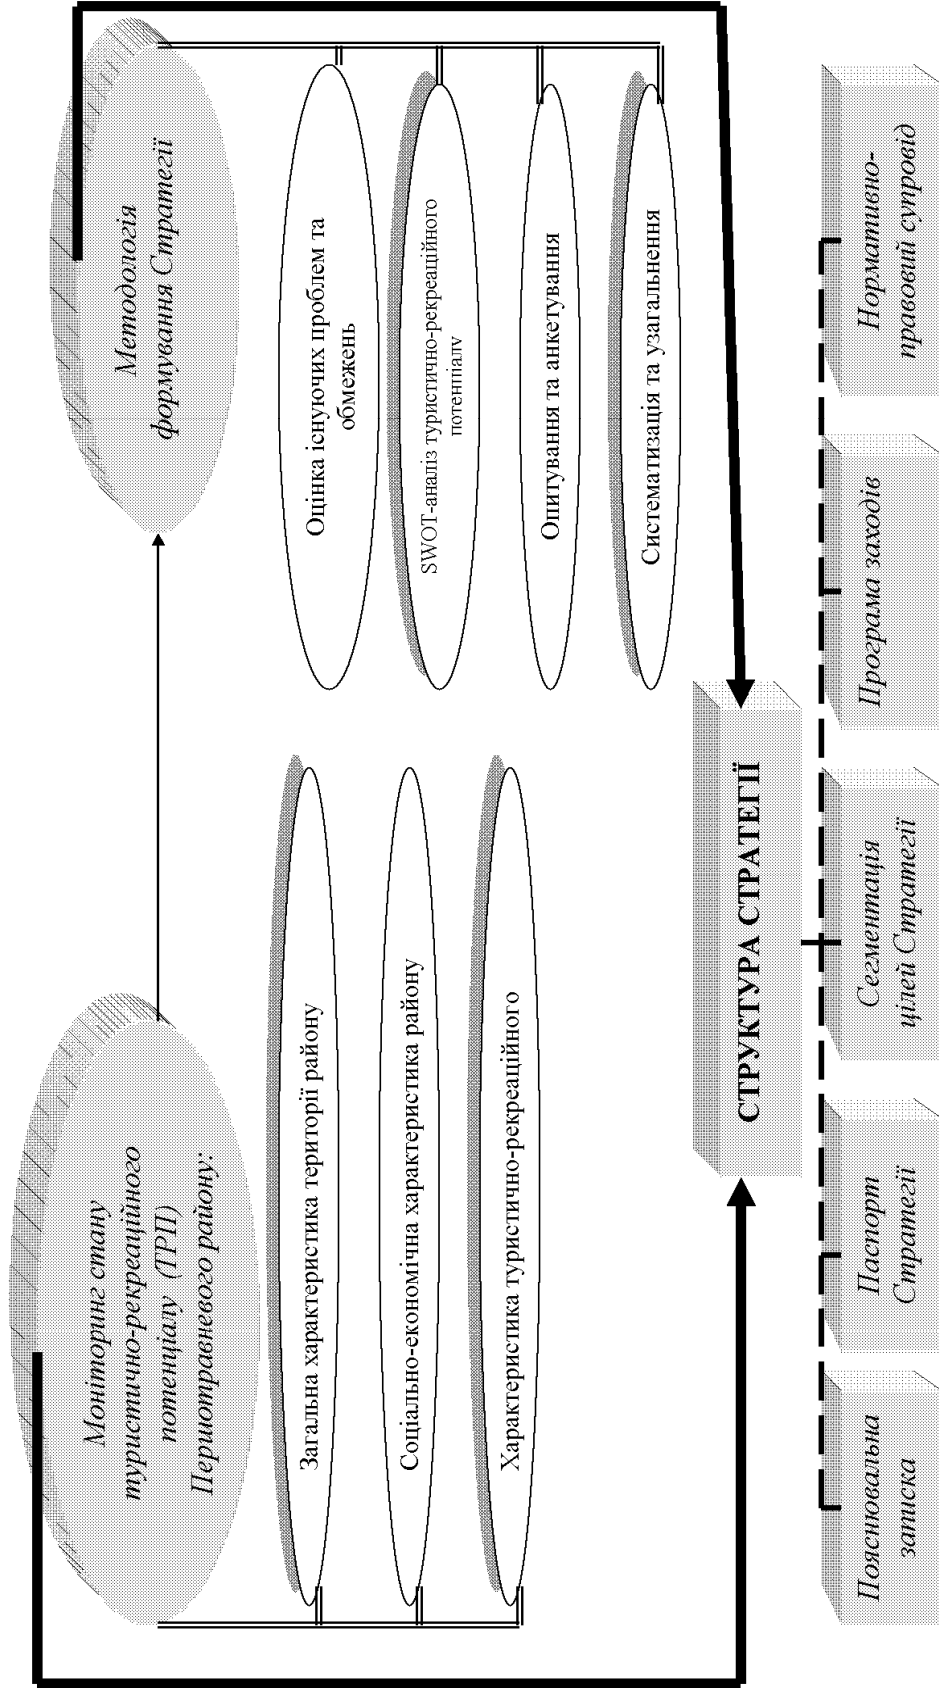 Моніторинг стану
туристично-рекреаційного
потенціалу (ТРП)
Першотравневого району:
Методологія
формування Стратегії
Загальна характеристика території району
Соціально-економічна характеристика району
Характеристика туристично-рекреаційного
Оцінка існуючих проблем та
обмежень
SWOT-аналіз туристично-рекреаційного
потенціалу
Опитування та анкетування
Систематизація та узагальнення
СТРУКТУРА СТРАТЕГІЇ
Пояснювальна
записка
Паспорт
Стратегії
Сегментація
цілей Стратегії
Програма заходів
Нормативно-
правовий супровід